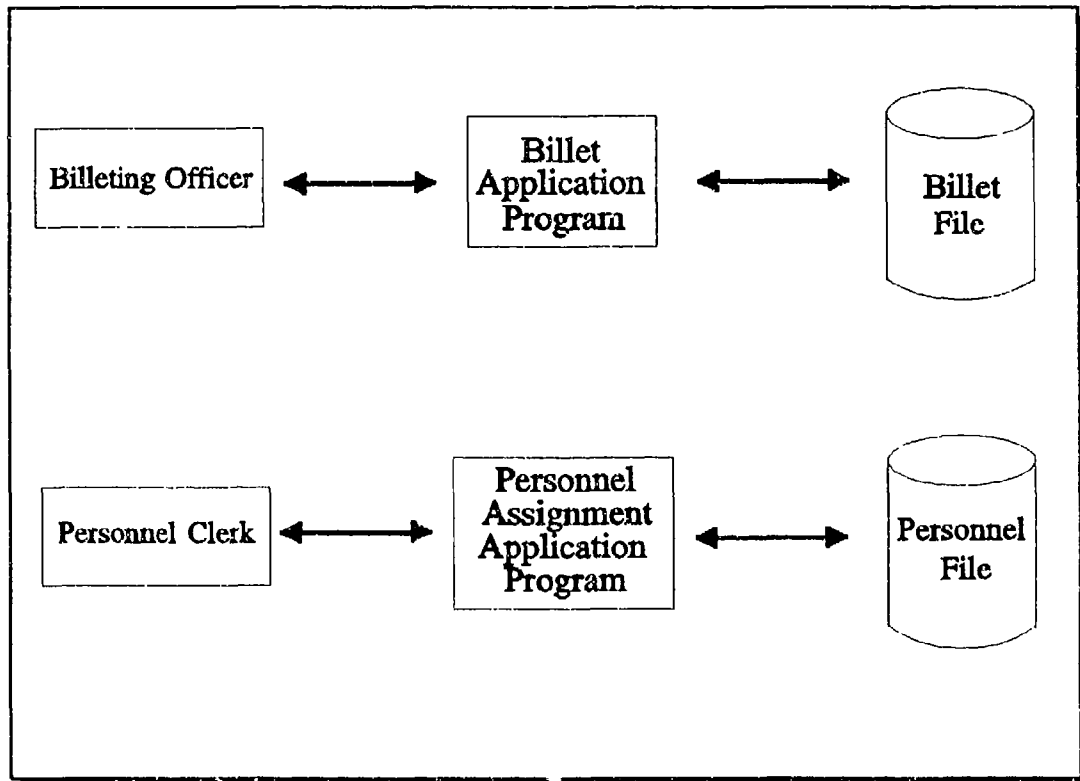 Billeting Officer
Billet
Application
Program
Billet
File
Personnel Clerk
Personnel
Assignment
Application
Program
Personnel
File